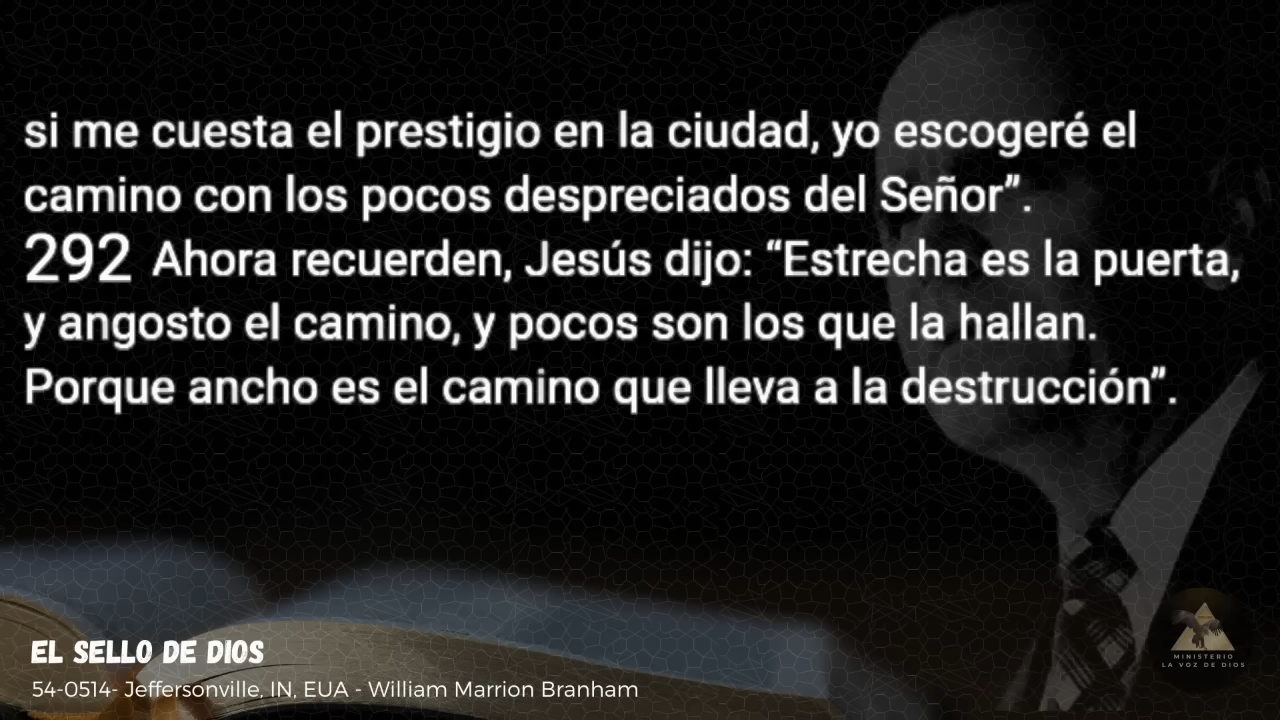 si me cuesta el prestigio en la ciudad, yo escogeré el
camino con los pocos despreciados del Señor”.
292 Ahora recuerden, Jesús dijo: “Estrecha es la puerta,
y angosto el camino, y pocos son los que la hallan.
Porque ancho es el camino que lleva a la destrucción”.
EL SELLO DE DIOS
54-0514- Jeffersonville, IN, EUA - William Marrion Branham
MINISTERIO
LA VOZ DE DIOS